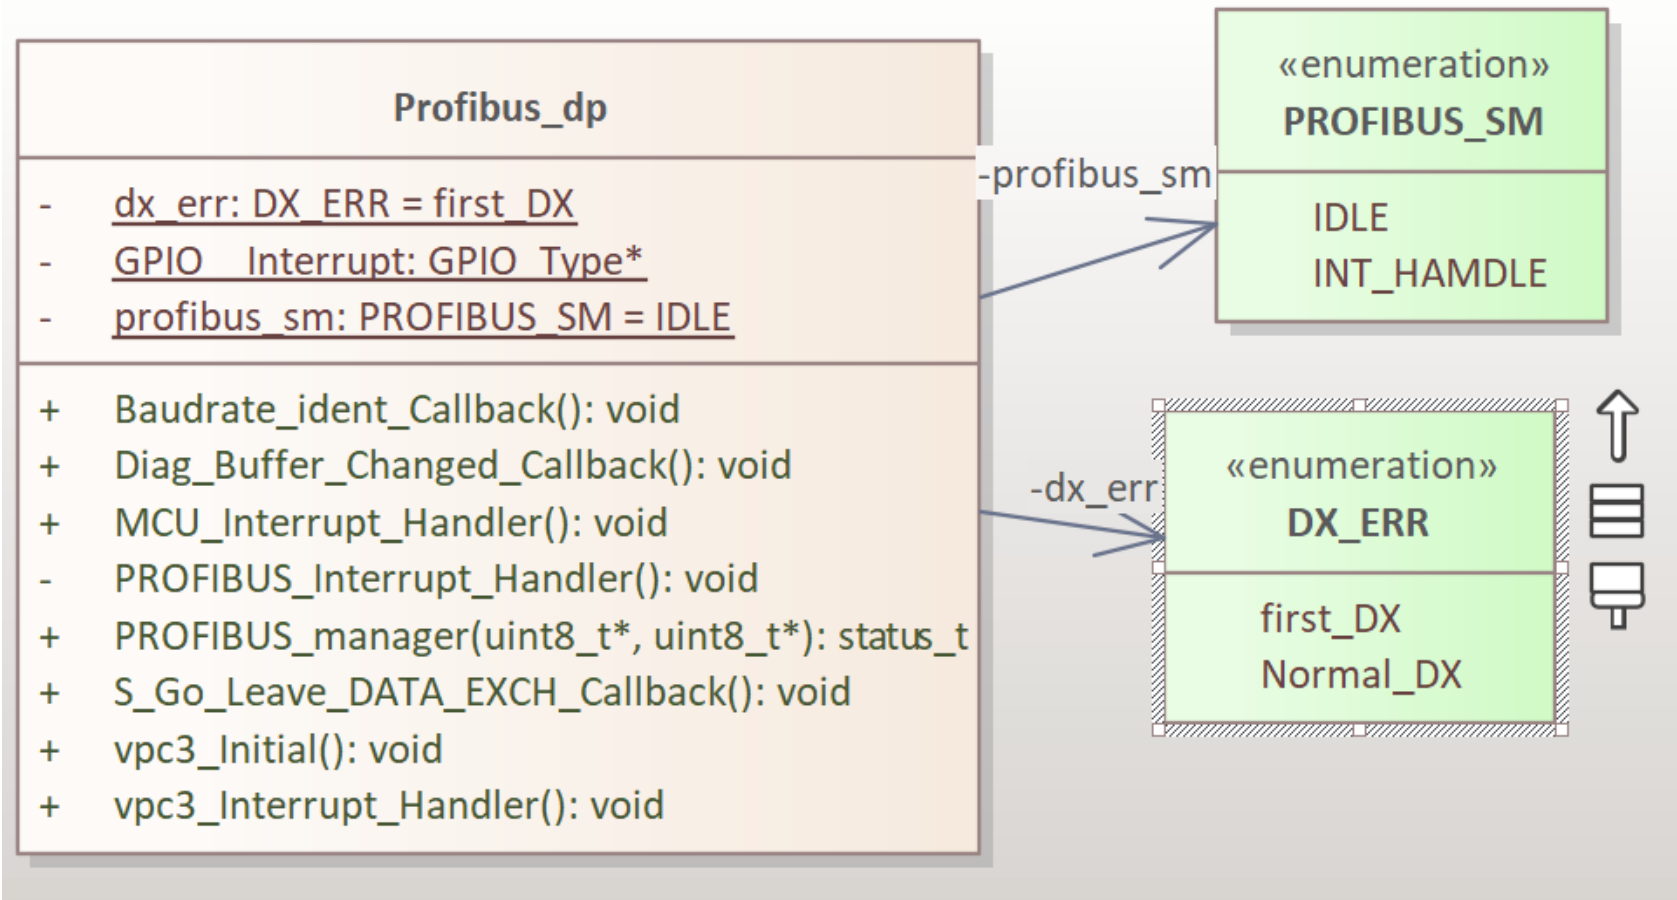 Profibus_dp
- dx_err: DX_ERR = first_DX
- GPIO__Interrupt: GPIO_Type*
- profibus_sm: PROFIBUS_SM = IDLE
+ Baudrate_ident_Callback(): void
+ Diag_Buffer_Changed_Callback(): void
+ MCU_Interrupt_Handler(): void
- PROFIBUS_Interrupt_Handler(): void
+ PROFIBUS_manager(uint8_t*, uint8_t*): status_t
+ S_Go_Leave_DATA_EXCH_Callback(): void
+ vpc3_Initial(): void
+ vpc3_Interrupt_Handler(): void
-profibus_sm
«enumeration»
PROFIBUS_SM
IDLE
INT_HAMDLE
-dx_err
«enumeration»
DX_ERR
first_DX
Normal_DX